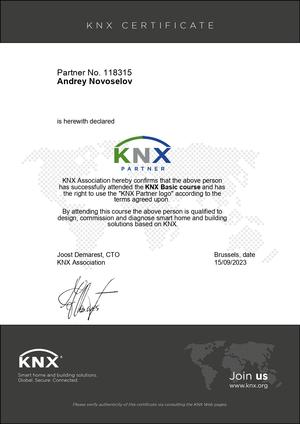 KNX CERTIFICATE
Partner No. 118315
Andrey Novoselov
is herewith declared
KNX
PARTNER
KNX Association hereby confirms that the above person
has successfully attended the KNX Basic course and has
the right to use the "KNX Partner logo" according to the
terms agreed upon.
By attending this course the above person is qualified to
design, commission and diagnose smart home and building
solutions based on KNX.
Joost Demarest, CTO
Brussels, date
KNX Association
15/09/2023
KNX
Smart home and building solutions.
Global. Secure. Connected.
Join us
www.knx.org
Please verify authenticity of this certificate via consulting the KNX Web pages.